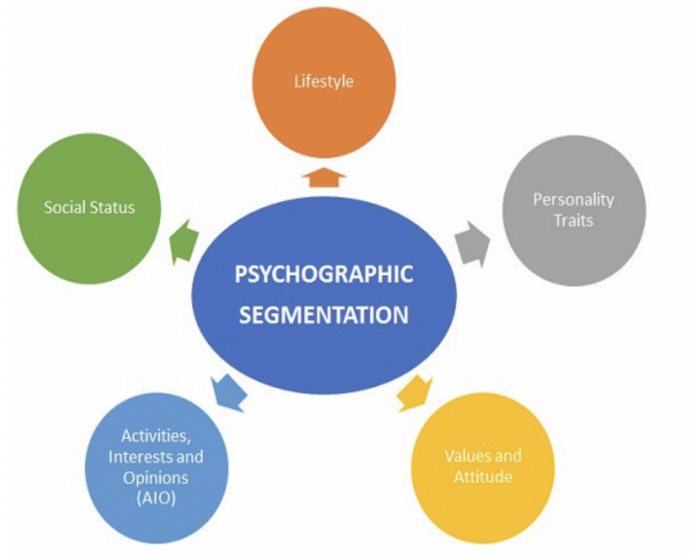 Lifestyle
Social Status
Personality
Traits
PSYCHOGRAPHIC
SEGMENTATION
Activities,
Interests and
Opinions
(AIO)
Values and
Attitude